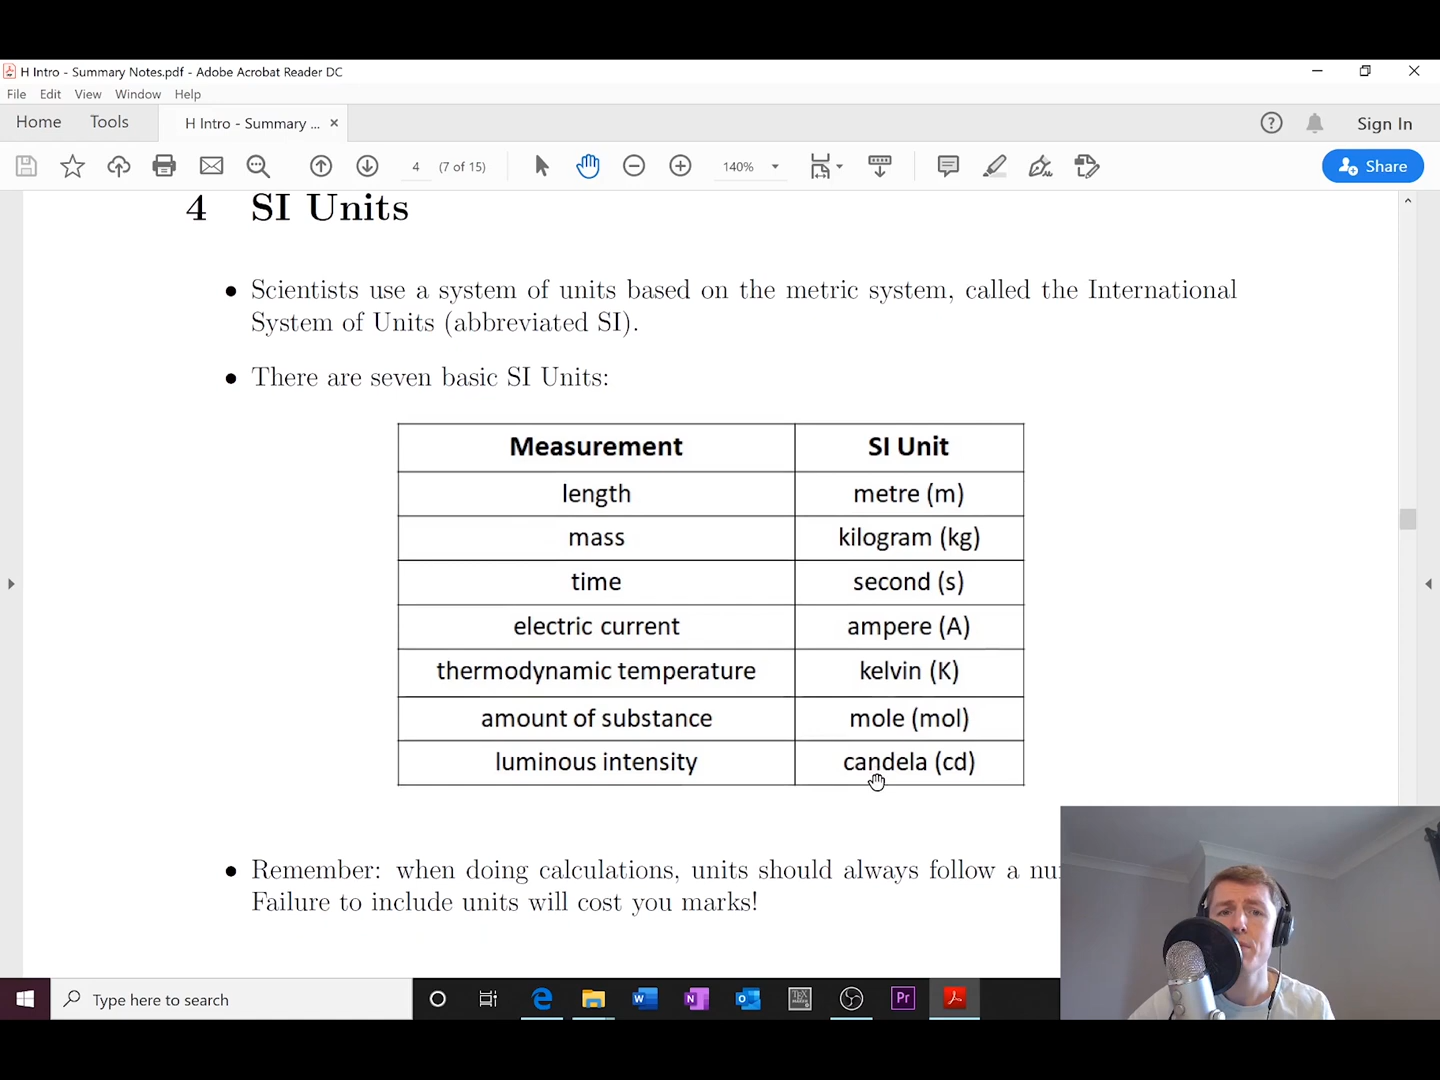 H Intro - Summary Notes.pdf - Adobe Acrobat Reader DC
File Edit View Window Help
Home Tools H Intro - Summary ... × Sign In
4 (7 of 15) 140% Share
4 SI Units
• Scientists use a system of units based on the metric system, called the International
System of Units (abbreviated SI).
• There are seven basic SI Units:
Measurement SI Unit
length metre (m)
mass kilogram (kg)
time second (s)
electric current ampere (A)
thermodynamic temperature kelvin (K)
amount of substance mole (mol)
luminous intensity candela (cd)
• Remember: when doing calculations, units should always follow a
Failure to include units will cost you marks!
Type here to search Pr